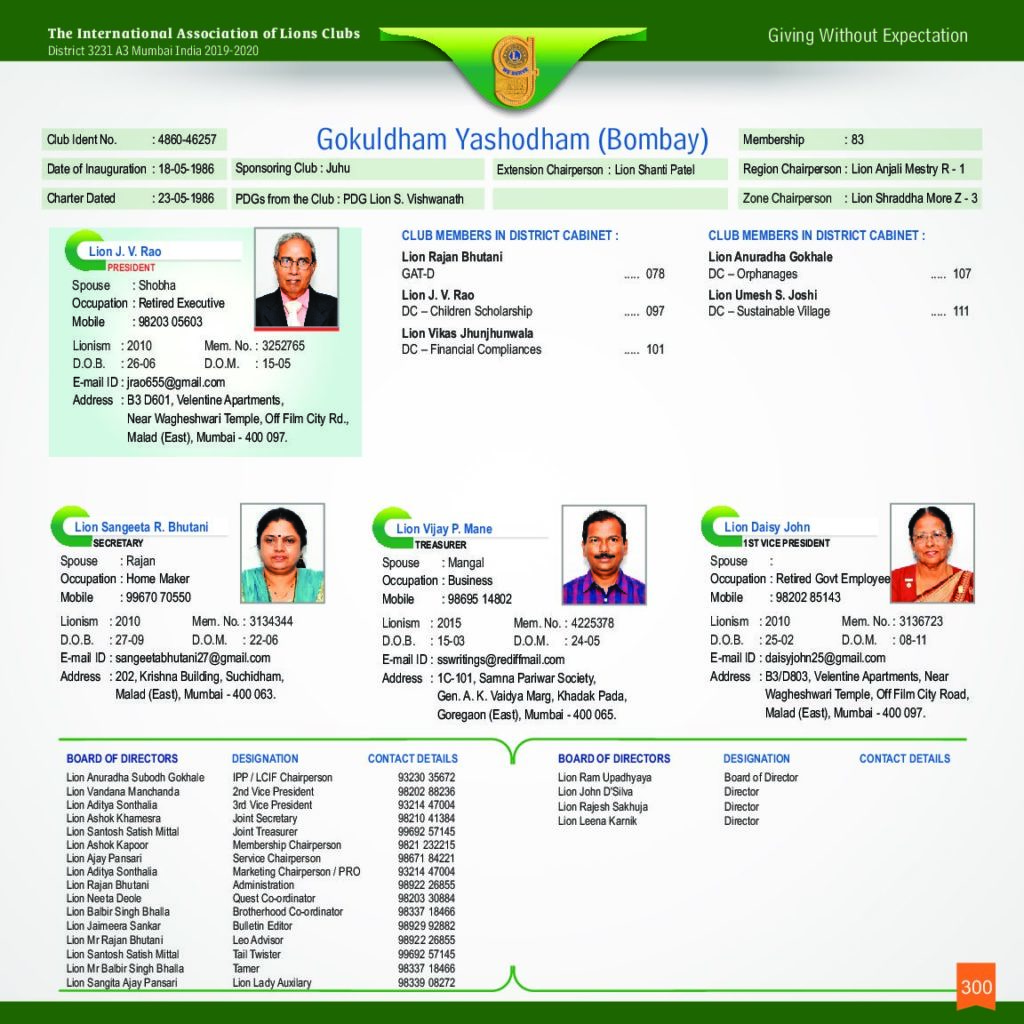 The International Association of Lions Clubs
District 3231 A3 Mumbai India 2019-2020
Giving Without Expectation
WE SERVE
Gokuldham Yashodham (Bombay)
Club Ident No. : 4860-46257
Membership : 83
Date of Inauguration : 18-05-1986
Sponsoring Club : Juhu
Extension Chairperson : Lion Shanti Patel
Region Chairperson : Lion Anjali Mestry R - 1
Charter Dated : 23-05-1986
PDGs from the Club : PDG Lion S. Vishwanath
Zone Chairperson : Lion Shraddha More Z - 3
Lion J. V. Rao
PRESIDENT
Spouse : Shobha
Occupation : Retired Executive
Mobile : 98203 05603
Lionism : 2010 Mem. No. : 3252765
D.O.B. : 26-06 D.O.M. : 15-05
E-mail ID : jrao655@gmail.com
Address : B3 D601, Velentine Apartments,
Near Wagheshwari Temple, Off Film City Rd.,
Malad (East), Mumbai - 400 097.
CLUB MEMBERS IN DISTRICT CABINET :
Lion Rajan Bhutani
GAT-D ..... 078
Lion J. V. Rao
DC – Children Scholarship ..... 097
Lion Vikas Jhunjhunwala
DC – Financial Compliances ..... 101
CLUB MEMBERS IN DISTRICT CABINET :
Lion Anuradha Gokhale
DC – Orphanages ..... 107
Lion Umesh S. Joshi
DC – Sustainable Village ..... 111
Lion Sangeeta R. Bhutani
SECRETARY
Spouse : Rajan
Occupation : Home Maker
Mobile : 99670 70550
Lionism : 2010 Mem. No. : 3134344
D.O.B. : 27-09 D.O.M. : 22-06
E-mail ID : sangeetabhutani27@gmail.com
Address : 202, Krishna Building, Suchidham,
Malad (East), Mumbai - 400 063.
Lion Vijay P. Mane
TREASURER
Spouse : Mangal
Occupation : Business
Mobile : 98695 14802
Lionism : 2015 Mem. No. : 4225378
D.O.B. : 15-03 D.O.M. : 24-05
E-mail ID : sswritings@rediffmail.com
Address : 1C-101, Samna Pariwar Society,
Gen. A. K. Vaidya Marg, Khadak Pada,
Goregaon (East), Mumbai - 400 065.
Lion Daisy John
1ST VICE PRESIDENT
Spouse :
Occupation : Retired Govt Employee
Mobile : 98202 85143
Lionism : 2010 Mem. No. : 3136723
D.O.B. : 25-02 D.O.M. : 08-11
E-mail ID : daisyjohn25@gmail.com
Address : B3/D803, Velentine Apartments, Near
Wagheshwari Temple, Off Film City Road,
Malad (East), Mumbai - 400 097.
BOARD OF DIRECTORS DESIGNATION CONTACT DETAILS
Lion Anuradha Subodh Gokhale IPP / LCIF Chairperson 93230 35672
Lion Vandana Manchanda 2nd Vice President 98202 88236
Lion Aditya Sonthalia 3rd Vice President 93214 47004
Lion Ashok Khamesra Joint Secretary 98210 41384
Lion Santosh Satish Mittal Joint Treasurer 99692 57145
Lion Ashok Kapoor Membership Chairperson 9821 232215
Lion Ajay Pansari Service Chairperson 98671 84221
Lion Aditya Sonthalia Marketing Chairperson / PRO 93214 47004
Lion Rajan Bhutani Administration 98922 26855
Lion Neeta Deole Quest Co-ordinator 98203 30884
Lion Balbir Singh Bhalla Brotherhood Co-ordinator 98337 18466
Lion Jaimeera Sankar Bulletin Editor 98929 92882
Lion Mr Rajan Bhutani Leo Advisor 98922 26855
Lion Santosh Satish Mittal Tail Twister 99692 57145
Lion Mr Balbir Singh Bhalla Tamer 98337 18466
Lion Sangita Ajay Pansari Lion Lady Auxilary 98339 08272
BOARD OF DIRECTORS DESIGNATION CONTACT DETAILS
Lion Ram Upadhyaya Board of Director
Lion John D'Silva Director
Lion Rajesh Sakhuja Director
Lion Leena Karnik Director
300